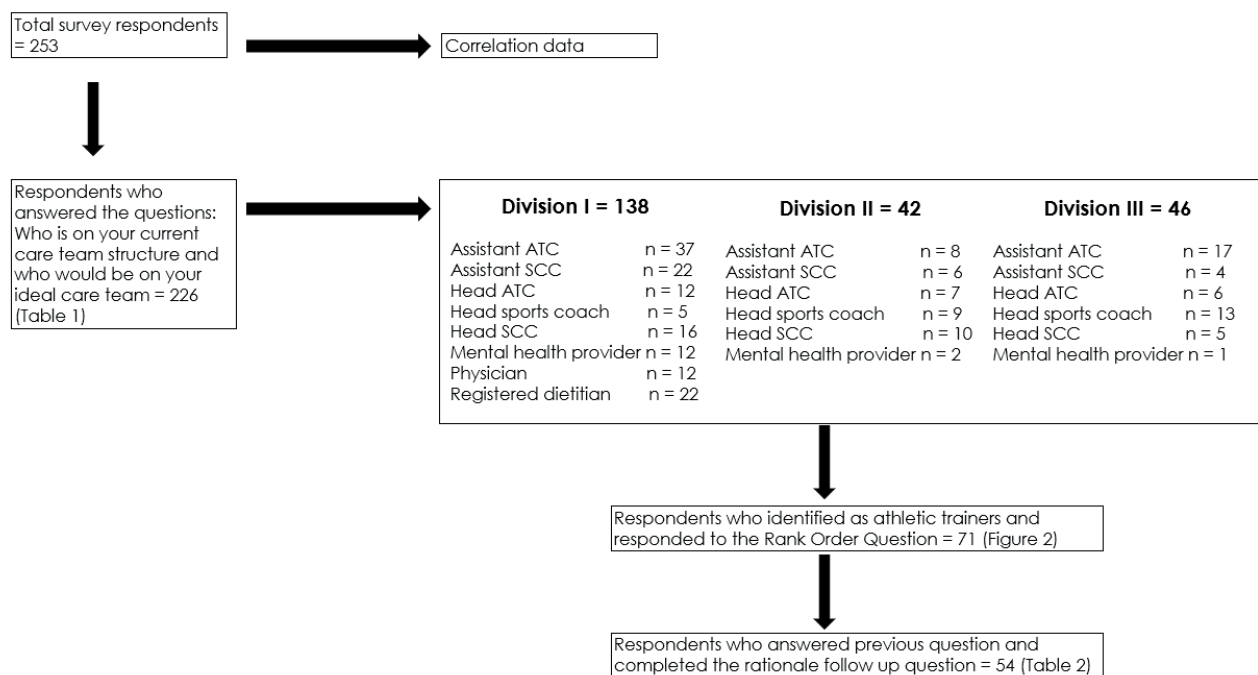 Total survey respondents
= 253
Correlation data
Respondents who
answered the questions:
Who is on your current
care team structure and
who would be on your
ideal care team = 226
(Table 1)
Division I = 138
Assistant ATC n = 37
Assistant SCC n = 22
Head ATC n = 12
Head sports coach n = 5
Head SCC n = 16
Mental health provider n = 12
Physician n = 12
Registered dietitian n = 22
Division II = 42
Assistant ATC n = 8
Assistant SCC n = 6
Head ATC n = 7
Head sports coach n = 9
Head SCC n = 10
Mental health provider n = 2
Division III = 46
Assistant ATC n = 17
Assistant SCC n = 4
Head ATC n = 6
Head sports coach n = 13
Head SCC n = 5
Mental health provider n = 1
Respondents who identified as athletic trainers and
responded to the Rank Order Question = 71 (Figure 2)
Respondents who answered previous question and
completed the rationale follow up question = 54 (Table 2)